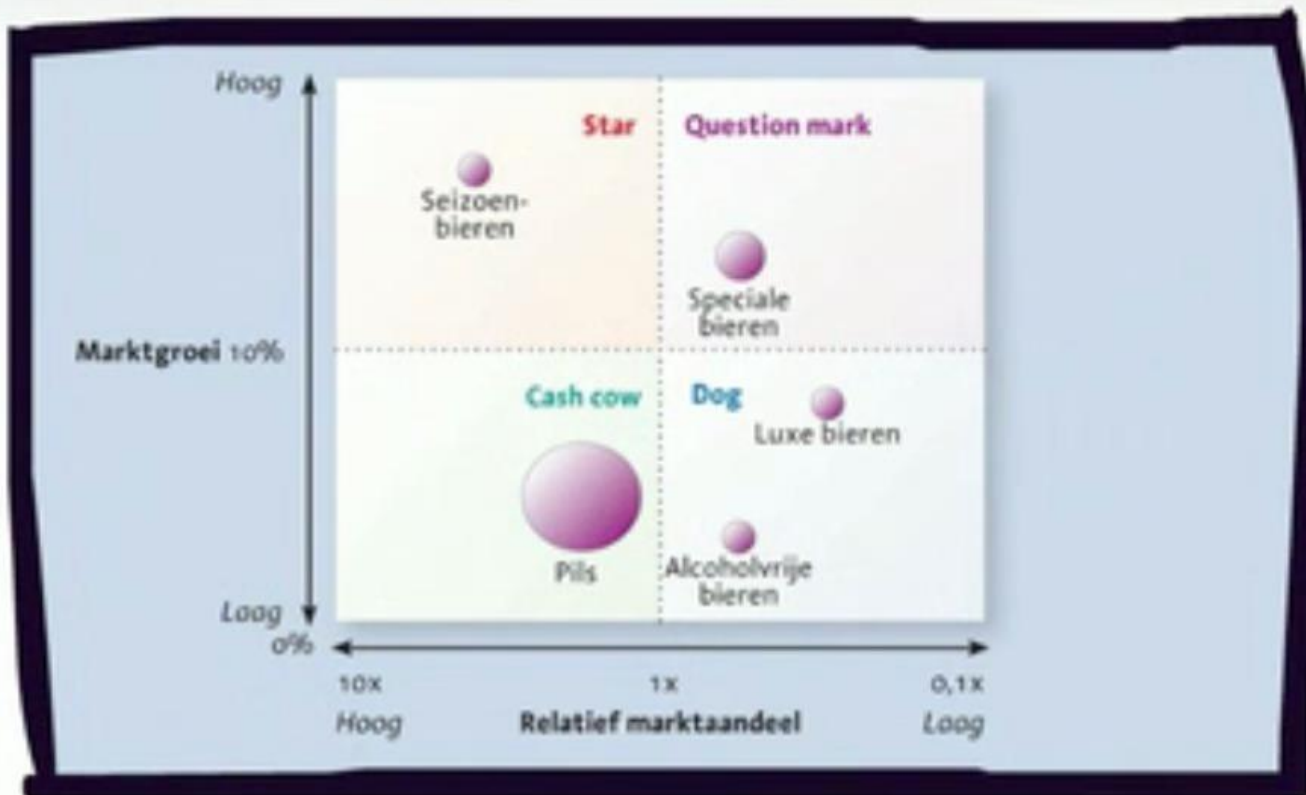 Hoog
Star
Question mark
Seizoen-
bieren
Speciale
bieren
Marktgroei 10%
Cash cow
Dog
Luxe bieren
Pils
Alcoholvrije
bieren
Laag
0%
10x
1x
0,1x
Hoog
Relatief marktaandeel
Laag